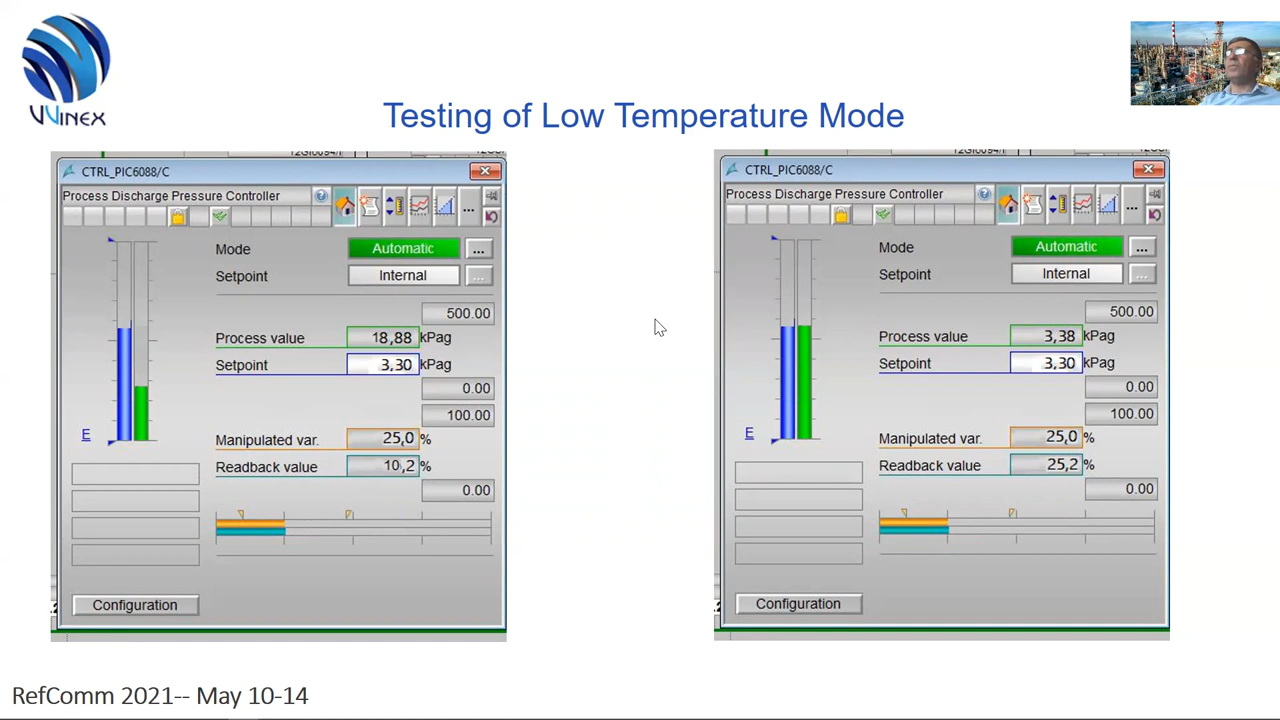 VVINEX
Testing of Low Temperature Mode
CTRL_PIC6088/C
Process Discharge Pressure Controller
?
...
Mode
Automatic
...
Setpoint
Internal
...
500.00
Process value
18,88
kPag
Setpoint
3,30
kPag
0.00
100.00
E
Manipulated var.
25,0
%
Readback value
10,2
%
0.00
Configuration
CTRL_PIC6088/C
Process Discharge Pressure Controller
?
...
Mode
Automatic
...
Setpoint
Internal
...
500.00
Process value
3,38
kPag
Setpoint
3,30
kPag
0.00
100.00
E
Manipulated var.
25,0
%
Readback value
25,2
%
0.00
Configuration
RefComm 2021-- May 10-14